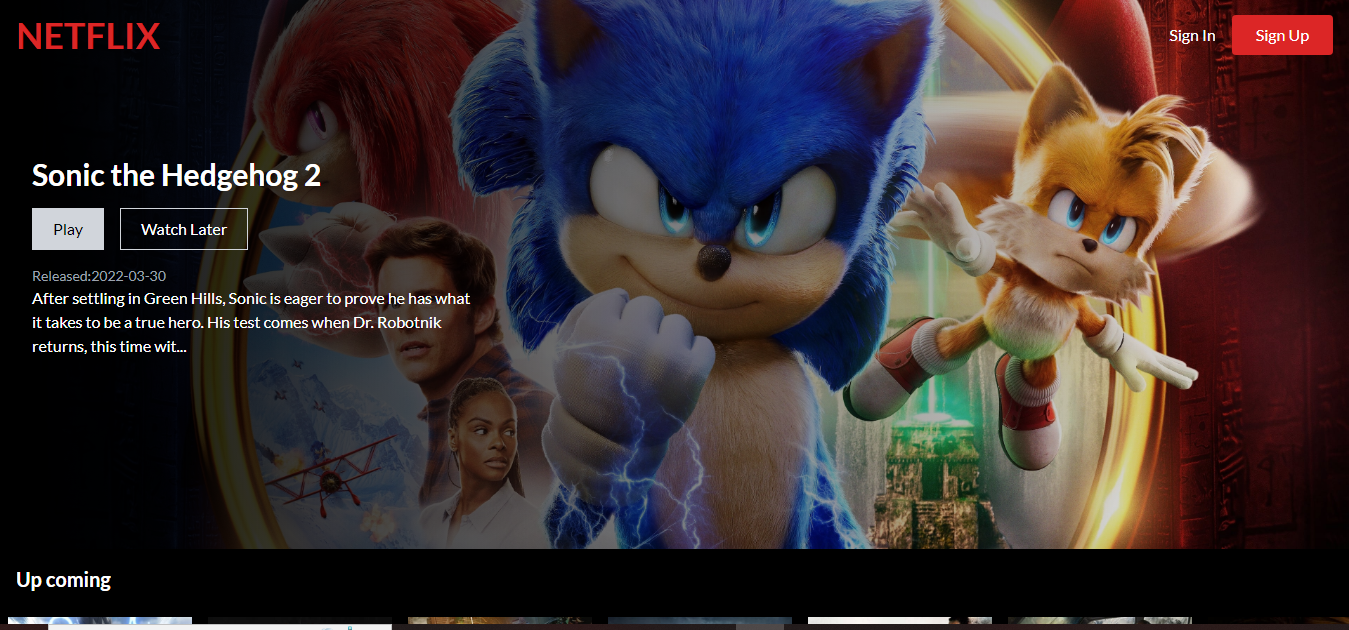 NETFLIX
Sign In
Sign Up
Sonic the Hedgehog 2
Play
Watch Later
Released:2022-03-30
After settling in Green Hills, Sonic is eager to prove he has what
it takes to be a true hero. His test comes when Dr. Robotnik
returns, this time wit...
Up coming